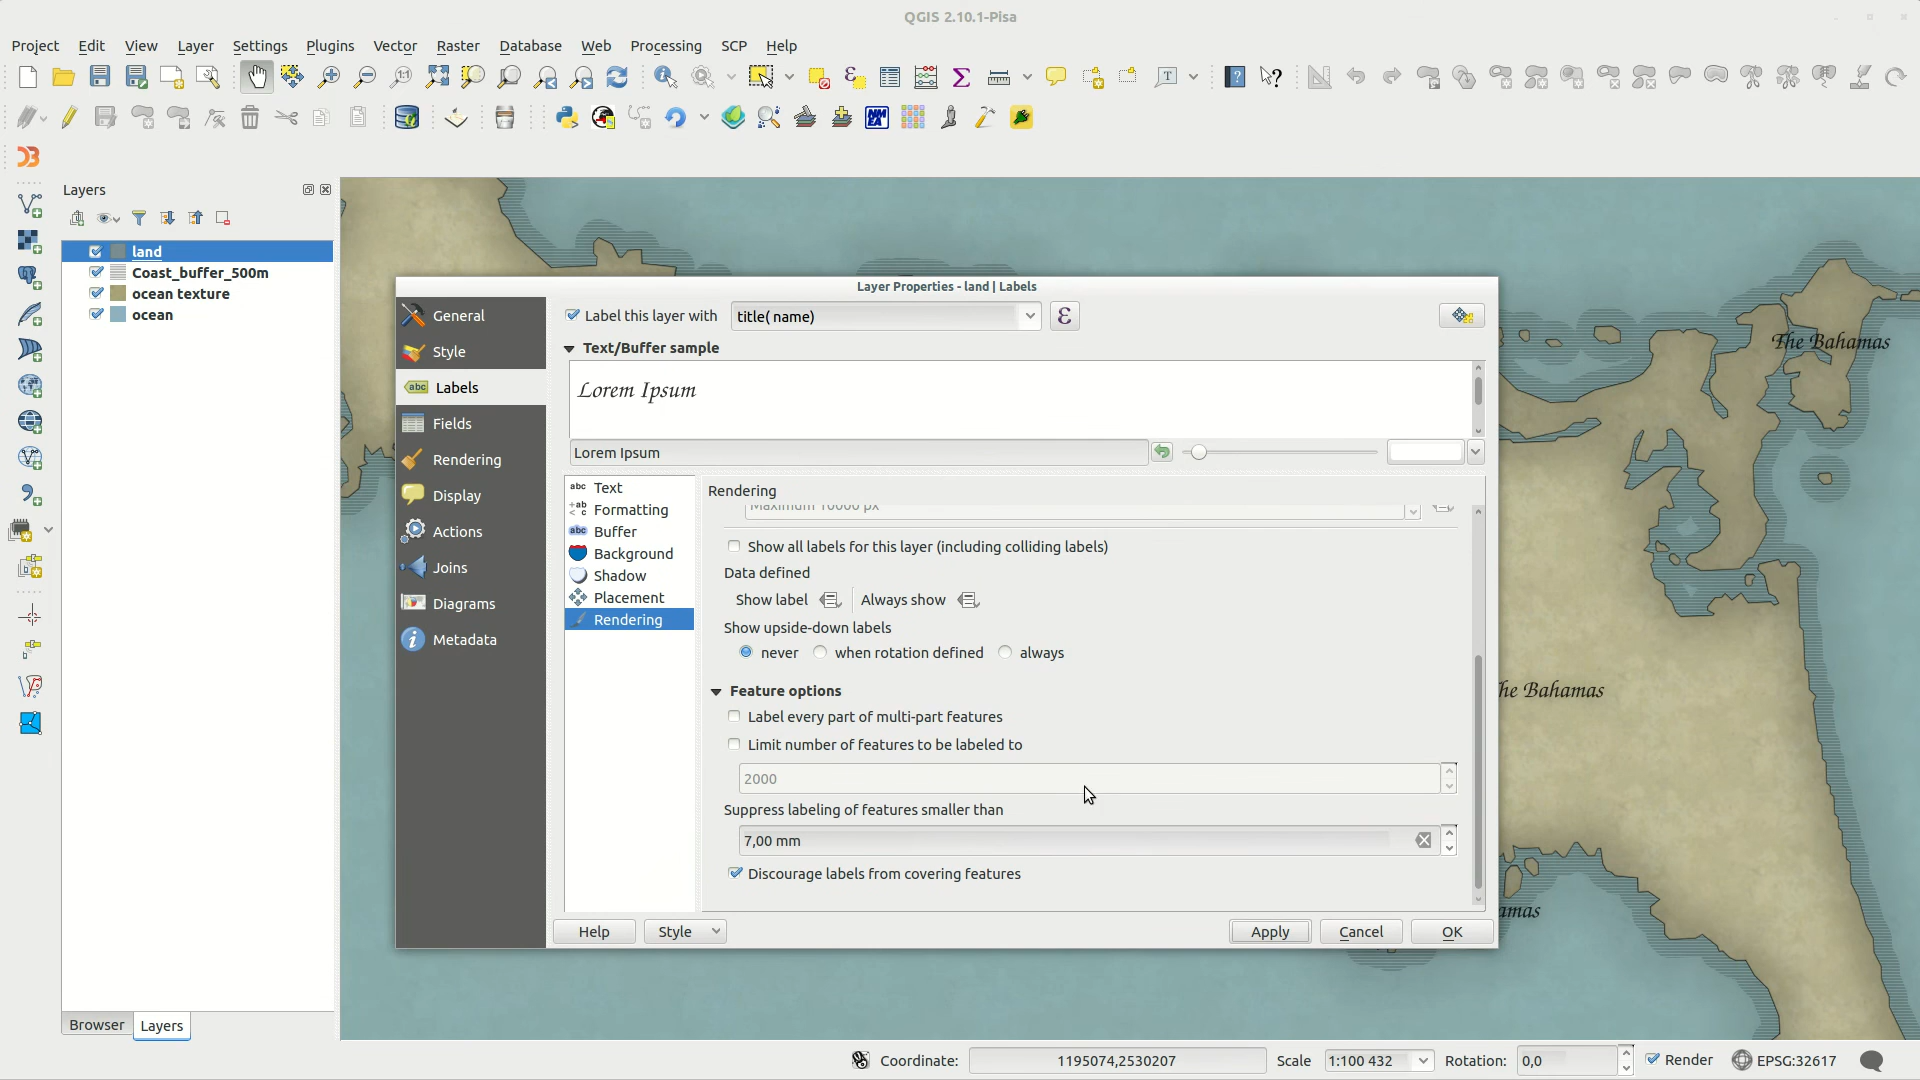 QGIS 2.10.1-Pisa
Project Edit View Layer Settings Plugins Vector Raster Database Web Processing SCP Help
Layers
land
Coast_buffer_500m
ocean texture
ocean
Browser Layers
Layer Properties - land | Labels
General
Style
Labels
Fields
Rendering
Display
Actions
Joins
Diagrams
Metadata
Label this layer with title( name)
Text/Buffer sample
Lorem Ipsum
Lorem Ipsum
Text
Formatting
Buffer
Background
Shadow
Placement
Rendering
Rendering
Maximum 10000 px
Show all labels for this layer (including colliding labels)
Data defined
Show label Always show
Show upside-down labels
never when rotation defined always
Feature options
Label every part of multi-part features
Limit number of features to be labeled to
2000
Suppress labeling of features smaller than
7,00 mm
Discourage labels from covering features
Help Style Apply Cancel OK
The Bahamas
he Bahamas
amas
Coordinate: 1195074,2530207 Scale 1:100 432 Rotation: 0,0 Render EPSG:32617